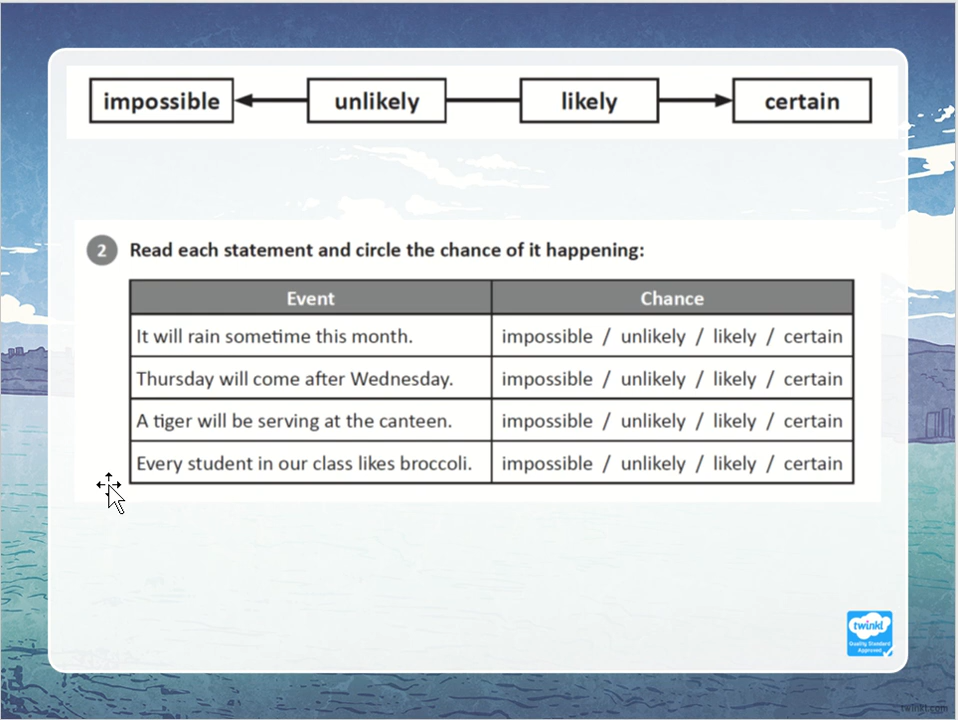 impossible unlikely likely certain
2 Read each statement and circle the chance of it happening:
Event Chance
It will rain sometime this month. impossible / unlikely / likely / certain
Thursday will come after Wednesday. impossible / unlikely / likely / certain
A tiger will be serving at the canteen. impossible / unlikely / likely / certain
Every student in our class likes broccoli. impossible / unlikely / likely / certain
twinkl
Quality Standard
Approved
twinkl.com